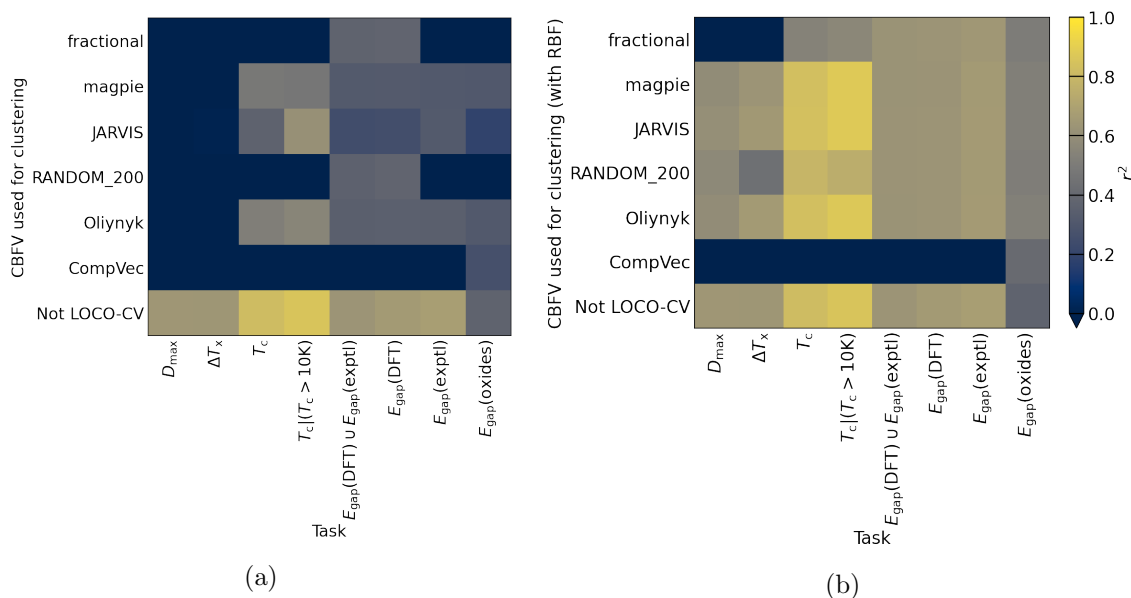 CBFV used for clustering
fractional
magpie
JARVIS
RANDOM_200
Oliynyk
CompVec
Not LOCO-CV
D_max
ΔT_x
T_c
T_c|(T_c > 10K)
E_gap(DFT) ∪ E_gap(exptl)
E_gap(DFT)
E_gap(exptl)
E_gap(oxides)
Task
(a)
CBFV used for clustering (with RBF)
fractional
magpie
JARVIS
RANDOM_200
Oliynyk
CompVec
Not LOCO-CV
D_max
ΔT_x
T_c
T_c|(T_c > 10K)
E_gap(DFT) ∪ E_gap(exptl)
E_gap(DFT)
E_gap(exptl)
E_gap(oxides)
Task
(b)
1.0
0.8
0.6
0.4
0.2
0.0
r²